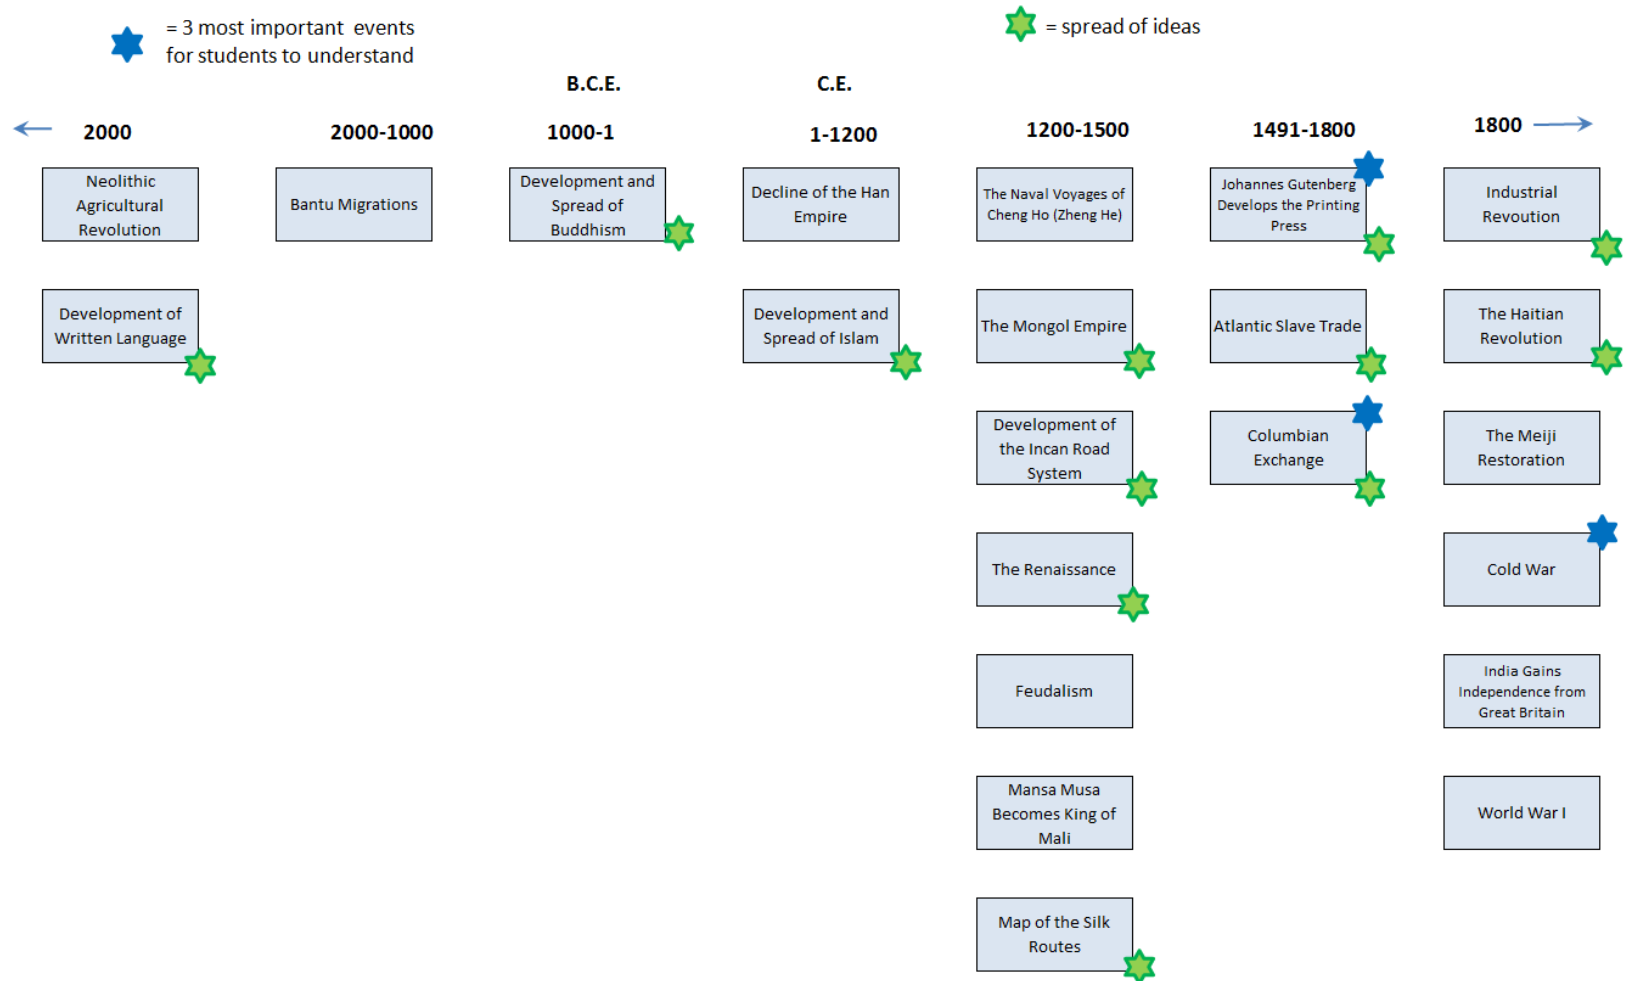 = 3 most important events
for students to understand
= spread of ideas
B.C.E.
C.E.
2000
2000-1000
1000-1
1-1200
1200-1500
1491-1800
1800
Neolithic
Agricultural
Revolution
Bantu Migrations
Development and
Spread of
Buddhism
Decline of the Han
Empire
The Naval Voyages of
Cheng Ho (Zheng He)
Johannes Gutenberg
Develops the Printing
Press
Industrial
Revoution
Development of
Written Language
Development and
Spread of Islam
The Mongol Empire
Atlantic Slave Trade
The Haitian
Revolution
Development of
the Incan Road
System
Columbian
Exchange
The Meiji
Restoration
The Renaissance
Cold War
Feudalism
India Gains
Independence from
Great Britain
Mansa Musa
Becomes King of
Mali
World War I
Map of the Silk
Routes